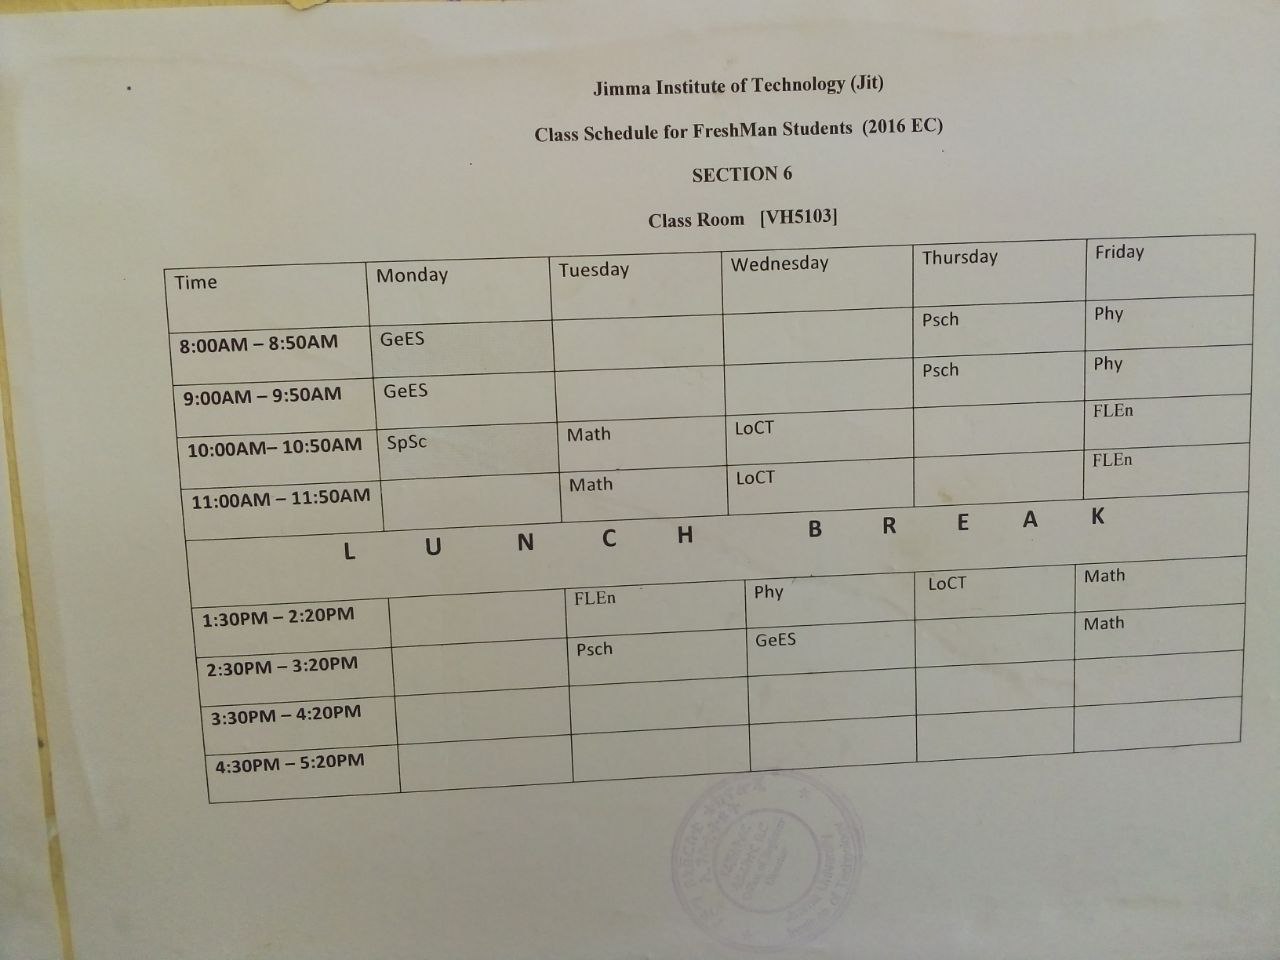 Jimma Institute of Technology (Jit)
Class Schedule for FreshMan Students (2016 EC)
SECTION 6
Class Room [VH5103]
Time Monday Tuesday Wednesday Thursday Friday
8:00AM – 8:50AM GeES Psch Phy
9:00AM – 9:50AM GeES Psch Phy
10:00AM– 10:50AM SpSc Math LoCT FLEn
11:00AM – 11:50AM Math LoCT FLEn
L U N C H B R E A K
1:30PM – 2:20PM FLEn Phy LoCT Math
2:30PM – 3:20PM Psch GeES Math
3:30PM – 4:20PM
4:30PM – 5:20PM